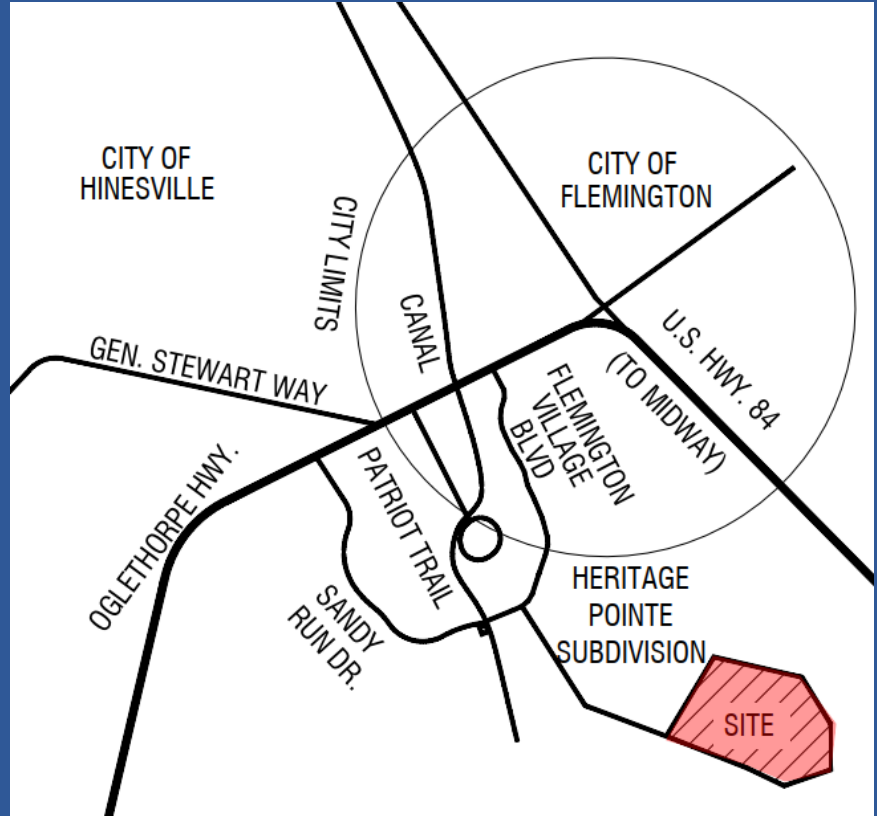 CITY OF
HINESVILLE
CITY OF
FLEMINGTON
CITY LIMITS
CANAL
GEN. STEWART WAY
U.S. HWY. 84
(TO MIDWAY)
FLEMINGTON
VILLAGE
BLVD
OGLETHORPE HWY.
PATRIOT TRAIL
SANDY
RUN DR.
HERITAGE
POINTE
SUBDIVISION
SITE